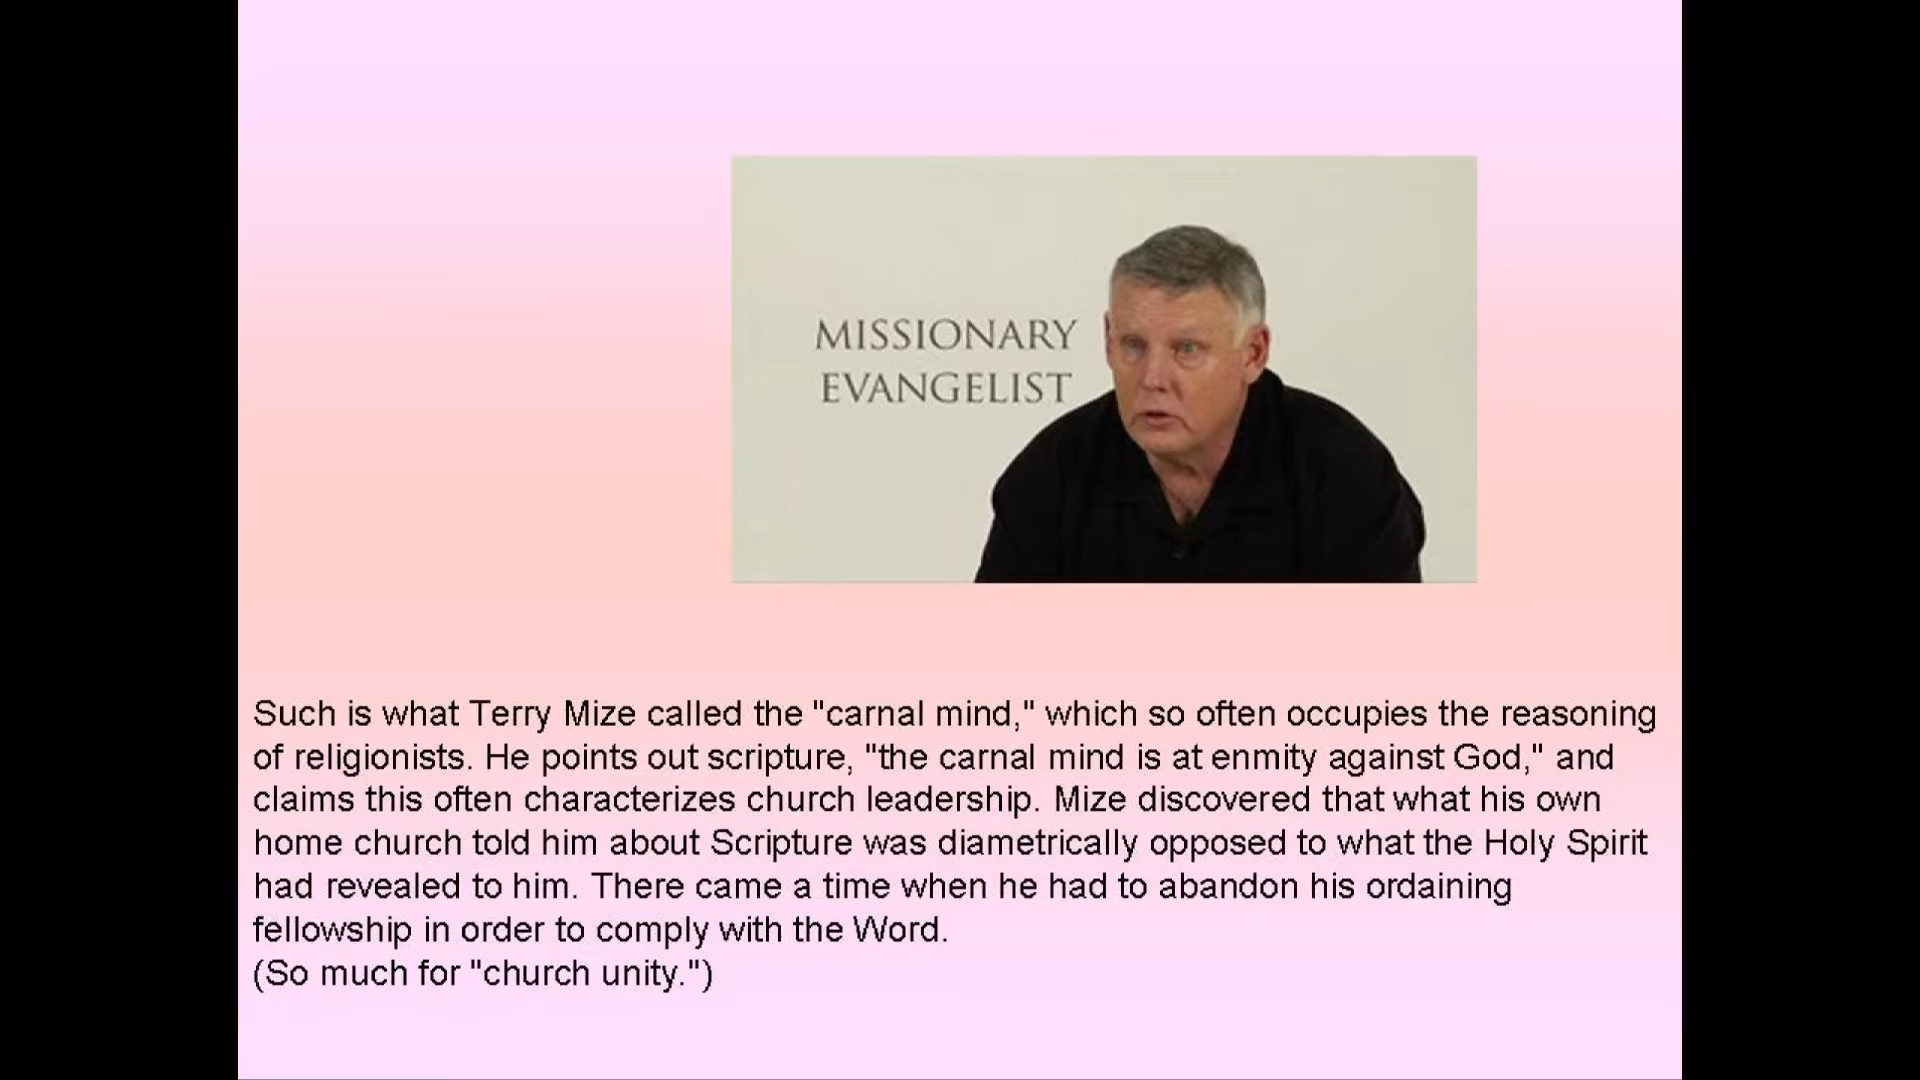 MISSIONARY
EVANGELIST
Such is what Terry Mize called the "carnal mind," which so often occupies the reasoning
of religionists. He points out scripture, "the carnal mind is at enmity against God," and
claims this often characterizes church leadership. Mize discovered that what his own
home church told him about Scripture was diametrically opposed to what the Holy Spirit
had revealed to him. There came a time when he had to abandon his ordaining
fellowship in order to comply with the Word.
(So much for "church unity.")